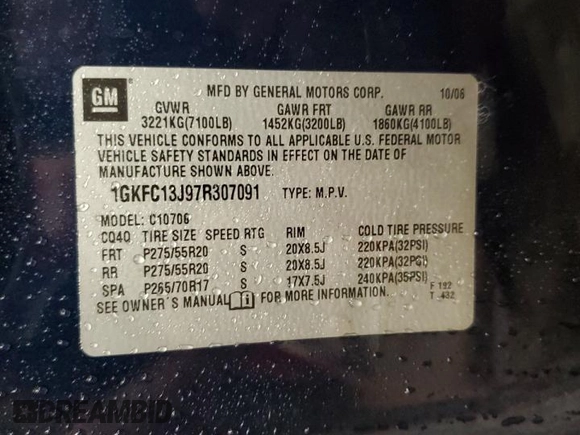 GM
MFD BY GENERAL MOTORS CORP. 10/06
GVWR GAWR FRT GAWR RR
3221KG(7100LB) 1452KG(3200LB) 1860KG(4100LB)
THIS VEHICLE CONFORMS TO ALL APPLICABLE U.S. FEDERAL MOTOR
VEHICLE SAFETY STANDARDS IN EFFECT ON THE DATE OF
MANUFACTURE SHOWN ABOVE.
1GKFC13J97R307091 TYPE: M.P.V.
MODEL: C10706
CQ40 TIRE SIZE SPEED RTG RIM COLD TIRE PRESSURE
FRT P275/55R20 S 20X8.5J 220KPA(32PSI)
RR P275/55R20 S 20X8.5J 220KPA(32PSI)
SPA P265/70R17 S 17X7.5J 240KPA(35PSI)
SEE OWNER'S MANUAL FOR MORE INFORMATION. F 192
T 432
BREAMBID